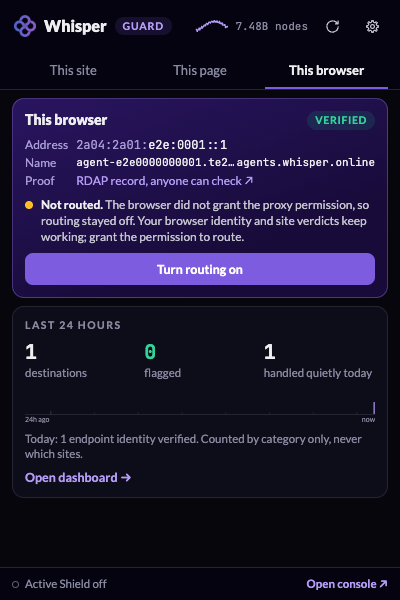 Whisper GUARD 7.48B nodes
This site This page This browser
This browser VERIFIED
Address 2a04:2a01:e2e:0001::1
Name agent-e2e0000000001.te2….agents.whisper.online
Proof RDAP record, anyone can check ↗
Not routed. The browser did not grant the proxy permission, so
routing stayed off. Your browser identity and site verdicts keep
working; grant the permission to route.
Turn routing on
LAST 24 HOURS
1 0 1
destinations flagged handled quietly today
24h ago now
Today: 1 endpoint identity verified. Counted by category only, never
which sites.
Open dashboard →
Active Shield off Open console ↗